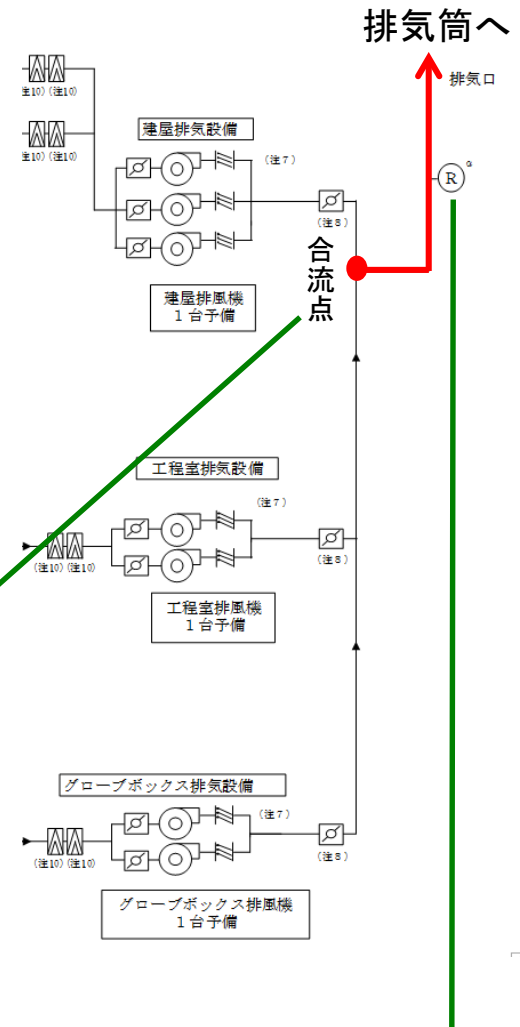 排気筒へ
排気口
主10) (注10)
主10) (注10)
建屋排気設備
(注7)
R
α
(注8)
合流点
建屋排風機
1台予備
工程室排気設備
(注7)
(注10) (注10)
(注8)
工程室排風機
1台予備
グローブボックス排気設備
(注7)
(注10) (注10)
(注8)
グローブボックス排風機
1台予備